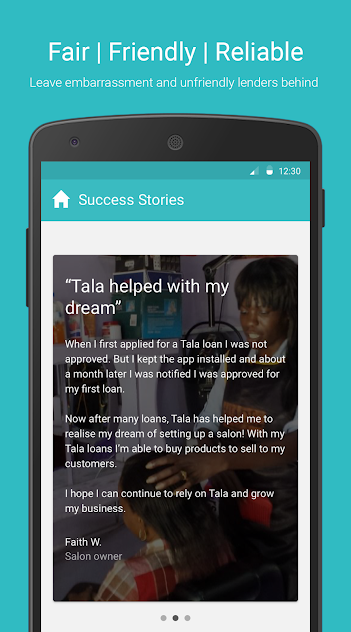 Fair | Friendly | Reliable
Leave embarrassment and unfriendly lenders behind
12:30
Success Stories
“Tala helped with my
dream”
When I first applied for a Tala loan I was not
approved. But I kept the app installed and about
a month later I was notified I was approved for
my first loan.
Now after many loans, Tala has helped me to
realise my dream of setting up a salon! With my
Tala loans I'm able to buy products to sell to my
customers.
I hope I can continue to rely on Tala and grow
my business.
Faith W.
Salon owner